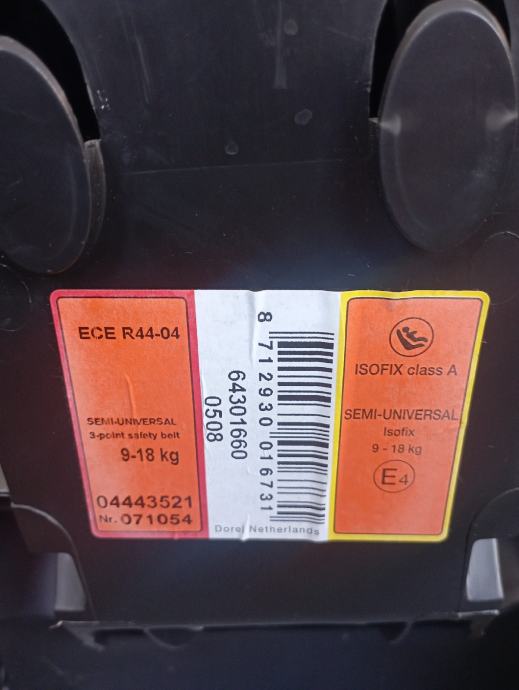 ECE R44-04
SEMI-UNIVERSAL
3-point safety belt
9-18 kg
04443521
Nr. 071054
64301660
0508
8 712930 016731
Dorel Netherlands
ISOFIX class A
SEMI-UNIVERSAL
Isofix
9 - 18 kg
E4